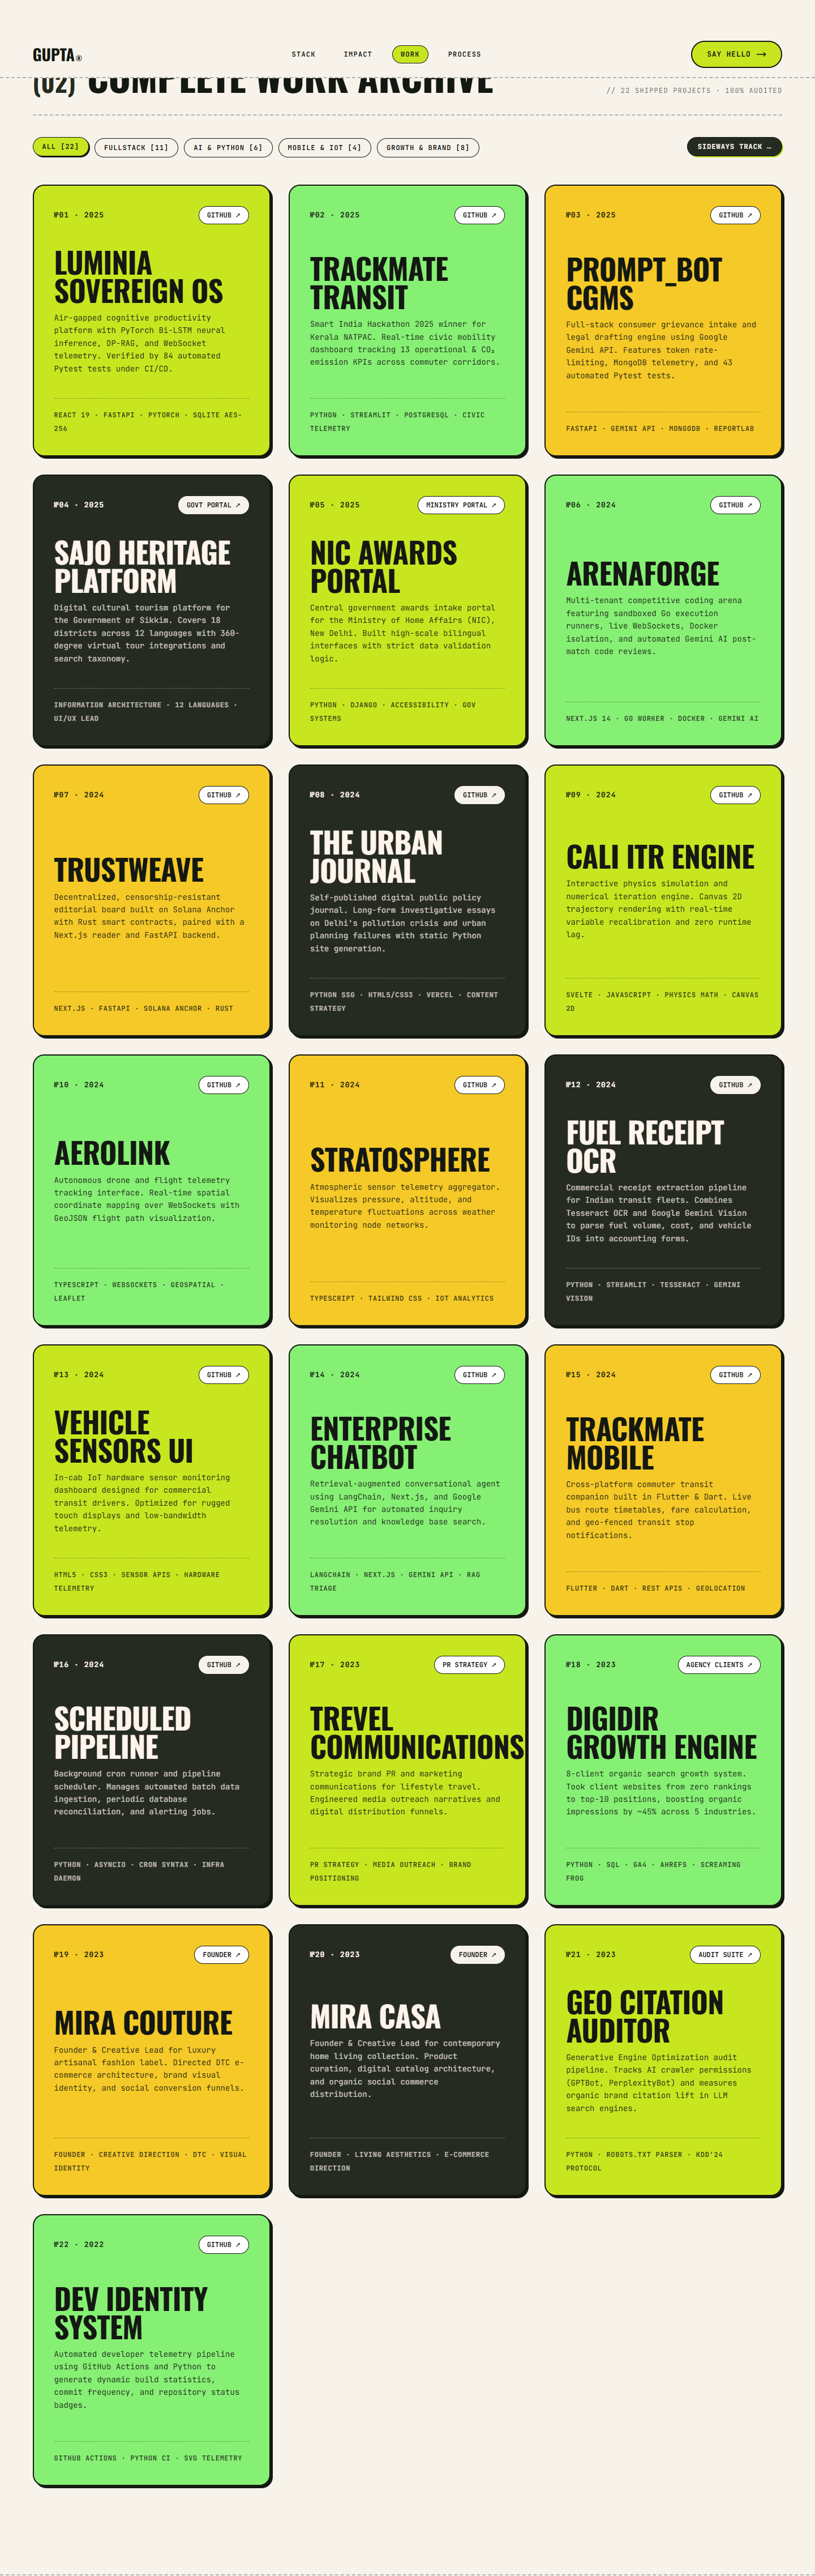 GUPTA®
STACK IMPACT WORK PROCESS
SAY HELLO →
(02) COMPLETE WORK ARCHIVE
// 22 SHIPPED PROJECTS · 100% AUDITED
ALL [22] FULLSTACK [11] AI & PYTHON [6] MOBILE & IOT [4] GROWTH & BRAND [8]
SIDEWAYS TRACK …
№01 · 2025
GITHUB ↗
LUMINIA
SOVEREIGN OS
Air-gapped cognitive productivity
platform with PyTorch Bi-LSTM neural
inference, DP-RAG, and WebSocket
telemetry. Verified by 84 automated
Pytest tests under CI/CD.
REACT 19 · FASTAPI · PYTORCH · SQLITE AES-
256
№02 · 2025
GITHUB ↗
TRACKMATE
TRANSIT
Smart India Hackathon 2025 winner for
Kerala NATPAC. Real-time civic mobility
dashboard tracking 13 operational & CO₂
emission KPIs across commuter corridors.
PYTHON · STREAMLIT · POSTGRESQL · CIVIC
TELEMETRY
№03 · 2025
GITHUB ↗
PROMPT_BOT
CGMS
Full-stack consumer grievance intake and
legal drafting engine using Google
Gemini API. Features token rate-
limiting, MongoDB telemetry, and 43
automated Pytest tests.
FASTAPI · GEMINI API · MONGODB · REPORTLAB
№04 · 2025
GOVT PORTAL ↗
SAJO HERITAGE
PLATFORM
Digital cultural tourism platform for
the Government of Sikkim. Covers 18
districts across 12 languages with 360-
degree virtual tour integrations and
search taxonomy.
INFORMATION ARCHITECTURE · 12 LANGUAGES ·
UI/UX LEAD
№05 · 2025
MINISTRY PORTAL ↗
NIC AWARDS
PORTAL
Central government awards intake portal
for the Ministry of Home Affairs (NIC),
New Delhi. Built high-scale bilingual
interfaces with strict data validation
logic.
PYTHON · DJANGO · ACCESSIBILITY · GOV
SYSTEMS
№06 · 2024
GITHUB ↗
ARENAFORGE
Multi-tenant competitive coding arena
featuring sandboxed Go execution
runners, live WebSockets, Docker
isolation, and automated Gemini AI post-
match code reviews.
NEXT.JS 14 · GO WORKER · DOCKER · GEMINI AI
№07 · 2024
GITHUB ↗
TRUSTWEAVE
Decentralized, censorship-resistant
editorial board built on Solana Anchor
with Rust smart contracts, paired with a
Next.js reader and FastAPI backend.
NEXT.JS · FASTAPI · SOLANA ANCHOR · RUST
№08 · 2024
GITHUB ↗
THE URBAN
JOURNAL
Self-published digital public policy
journal. Long-form investigative essays
on Delhi's pollution crisis and urban
planning failures with static Python
site generation.
PYTHON SSG · HTML5/CSS3 · VERCEL · CONTENT
STRATEGY
№09 · 2024
GITHUB ↗
CALI ITR ENGINE
Interactive physics simulation and
numerical iteration engine. Canvas 2D
trajectory rendering with real-time
variable recalibration and zero runtime
lag.
SVELTE · JAVASCRIPT · PHYSICS MATH · CANVAS
2D
№10 · 2024
GITHUB ↗
AEROLINK
Autonomous drone and flight telemetry
tracking interface. Real-time spatial
coordinate mapping over WebSockets with
GeoJSON flight path visualization.
TYPESCRIPT · WEBSOCKETS · GEOSPATIAL ·
LEAFLET
№11 · 2024
GITHUB ↗
STRATOSPHERE
Atmospheric sensor telemetry aggregator.
Visualizes pressure, altitude, and
temperature fluctuations across weather
monitoring node networks.
TYPESCRIPT · TAILWIND CSS · IOT ANALYTICS
№12 · 2024
GITHUB ↗
FUEL RECEIPT
OCR
Commercial receipt extraction pipeline
for Indian transit fleets. Combines
Tesseract OCR and Google Gemini Vision
to parse fuel volume, cost, and vehicle
IDs into accounting forms.
PYTHON · STREAMLIT · TESSERACT · GEMINI
VISION
№13 · 2024
GITHUB ↗
VEHICLE
SENSORS UI
In-cab IoT hardware sensor monitoring
dashboard designed for commercial
transit drivers. Optimized for rugged
touch displays and low-bandwidth
telemetry.
HTML5 · CSS3 · SENSOR APIS · HARDWARE
TELEMETRY
№14 · 2024
GITHUB ↗
ENTERPRISE
CHATBOT
Retrieval-augmented conversational agent
using LangChain, Next.js, and Google
Gemini API for automated inquiry
resolution and knowledge base search.
LANGCHAIN · NEXT.JS · GEMINI API · RAG
TRIAGE
№15 · 2024
GITHUB ↗
TRACKMATE
MOBILE
Cross-platform commuter transit
companion built in Flutter & Dart. Live
bus route timetables, fare calculation,
and geo-fenced transit stop
notifications.
FLUTTER · DART · REST APIS · GEOLOCATION
№16 · 2024
GITHUB ↗
SCHEDULED
PIPELINE
Background cron runner and pipeline
scheduler. Manages automated batch data
ingestion, periodic database
reconciliation, and alerting jobs.
PYTHON · ASYNCIO · CRON SYNTAX · INFRA
DAEMON
№17 · 2023
PR STRATEGY ↗
TREVEL
COMMUNICATIONS
Strategic brand PR and marketing
communications for lifestyle travel.
Engineered media outreach narratives and
digital distribution funnels.
PR STRATEGY · MEDIA OUTREACH · BRAND
POSITIONING
№18 · 2023
AGENCY CLIENTS ↗
DIGIDIR
GROWTH ENGINE
8-client organic search growth system.
Took client websites from zero rankings
to top-10 positions, boosting organic
impressions by ~45% across 5 industries.
PYTHON · SQL · GA4 · AHREFS · SCREAMING
FROG
№19 · 2023
FOUNDER ↗
MIRA COUTURE
Founder & Creative Lead for luxury
artisanal fashion label. Directed DTC e-
commerce architecture, brand visual
identity, and social conversion funnels.
FOUNDER · CREATIVE DIRECTION · DTC · VISUAL
IDENTITY
№20 · 2023
FOUNDER ↗
MIRA CASA
Founder & Creative Lead for contemporary
home living collection. Product
curation, digital catalog architecture,
and organic social commerce
distribution.
FOUNDER · LIVING AESTHETICS · E-COMMERCE
DIRECTION
№21 · 2023
AUDIT SUITE ↗
GEO CITATION
AUDITOR
Generative Engine Optimization audit
pipeline. Tracks AI crawler permissions
(GPTBot, PerplexityBot) and measures
organic brand citation lift in LLM
search engines.
PYTHON · ROBOTS.TXT PARSER · KDD'24
PROTOCOL
№22 · 2022
GITHUB ↗
DEV IDENTITY
SYSTEM
Automated developer telemetry pipeline
using GitHub Actions and Python to
generate dynamic build statistics,
commit frequency, and repository status
badges.
GITHUB ACTIONS · PYTHON CI · SVG TELEMETRY